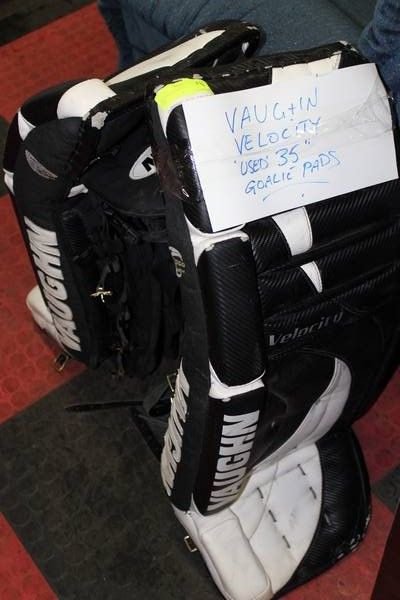 VAUGHN
VELOCITY
"USED" 35"
GOALIE PADS
Velocity
VAUGHN
VAUGHN
VAUGHN